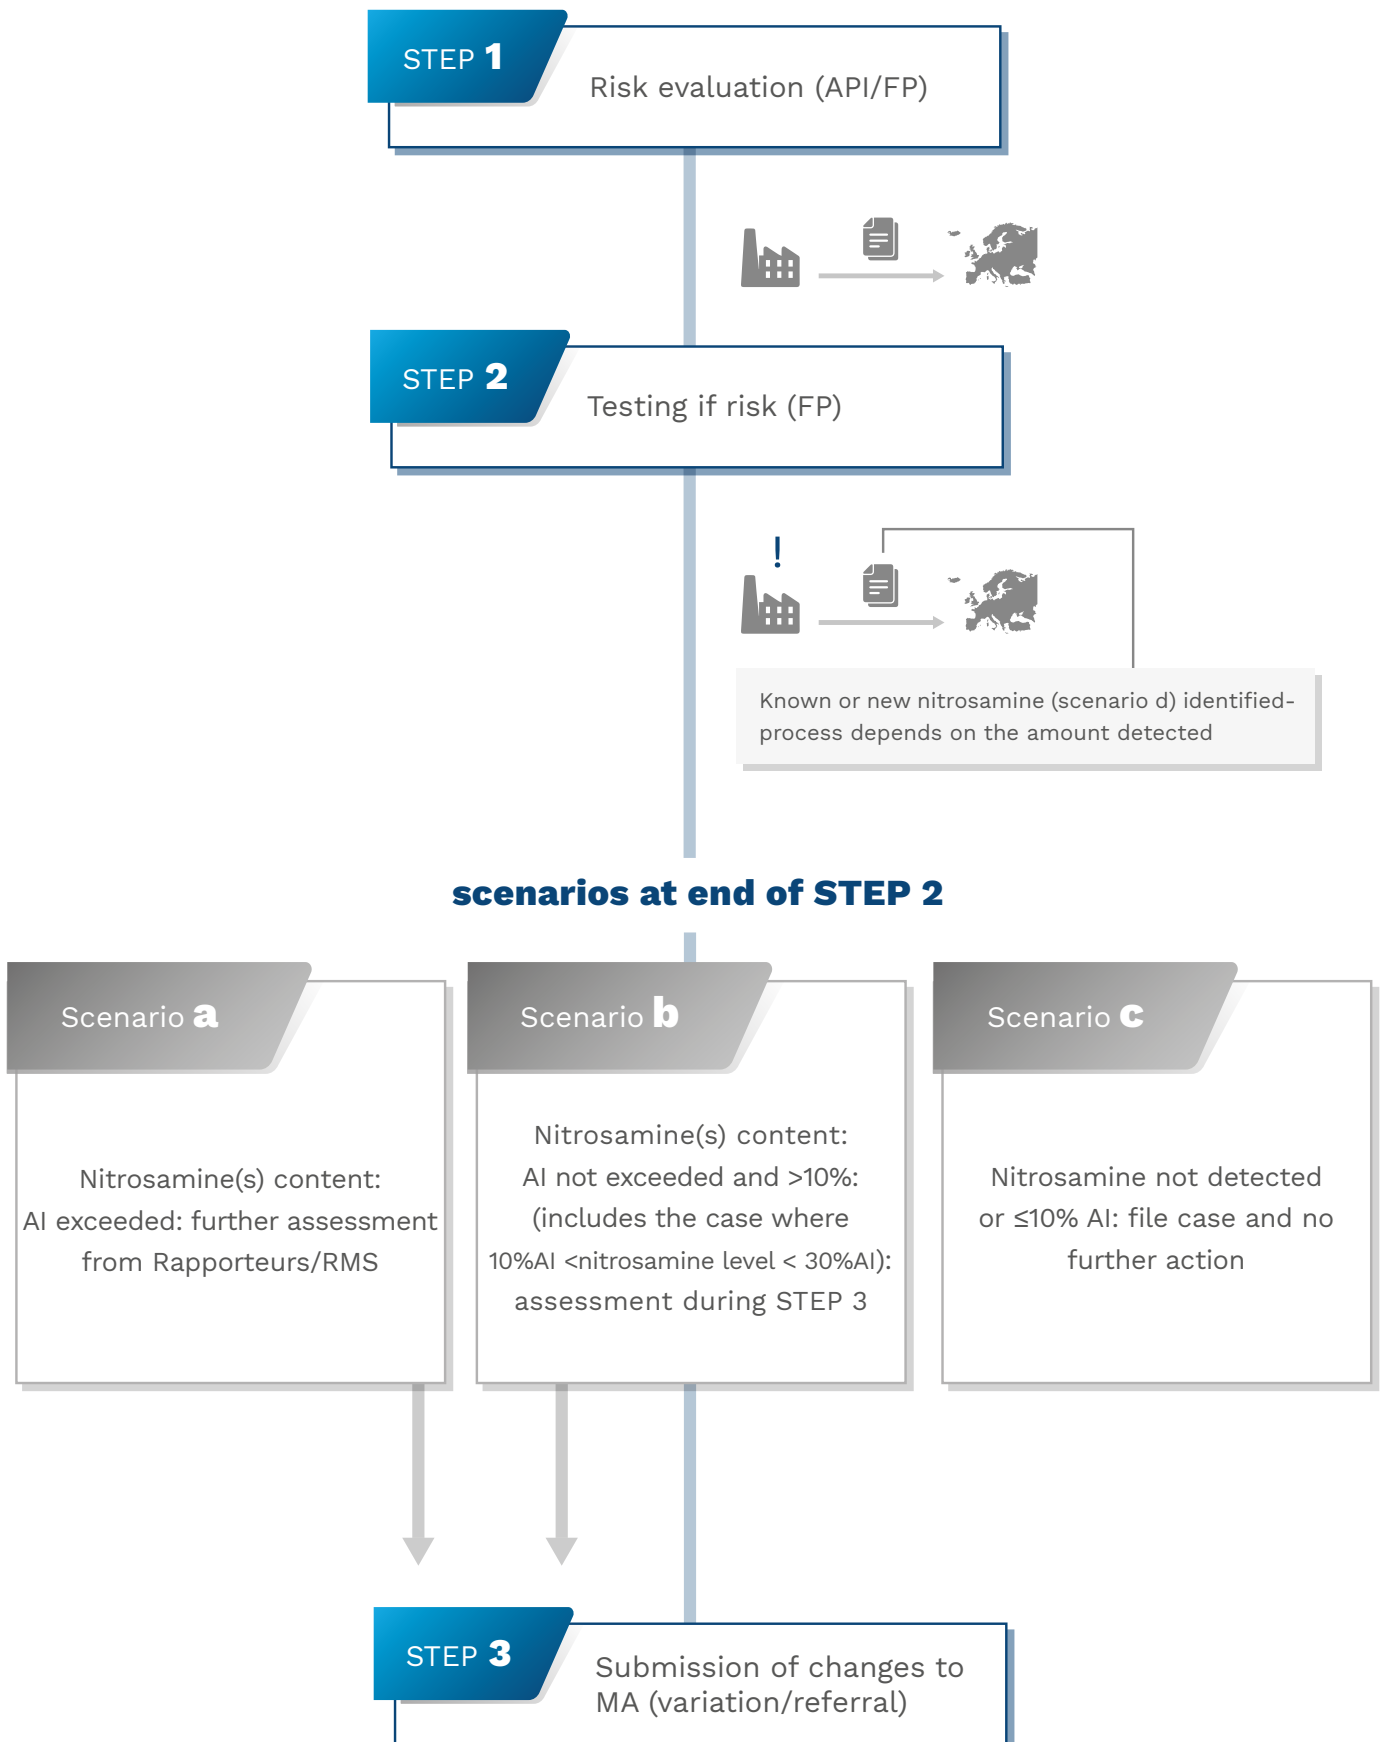 STEP 1
Risk evaluation (API/FP)
STEP 2
Testing if risk (FP)
!
Known or new nitrosamine (scenario d) identified-
process depends on the amount detected
scenarios at end of STEP 2
Scenario a
Nitrosamine(s) content:
AI exceeded: further assessment
from Rapporteurs/RMS
Scenario b
Nitrosamine(s) content:
AI not exceeded and >10%:
(includes the case where
10%AI <nitrosamine level < 30%AI):
assessment during STEP 3
Scenario c
Nitrosamine not detected
or ≤10% AI: file case and no
further action
STEP 3
Submission of changes to
MA (variation/referral)